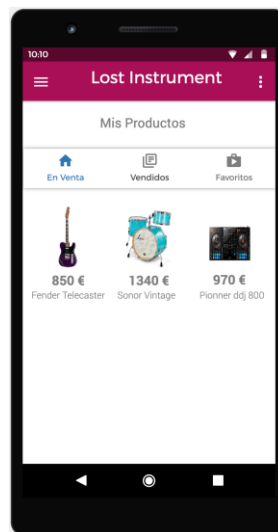 10:10
Lost Instrument
Mis Productos
En Venta Vendidos Favoritos
850 € 1340 € 970 €
Fender Telecaster Sonor Vintage Pionner ddj 800